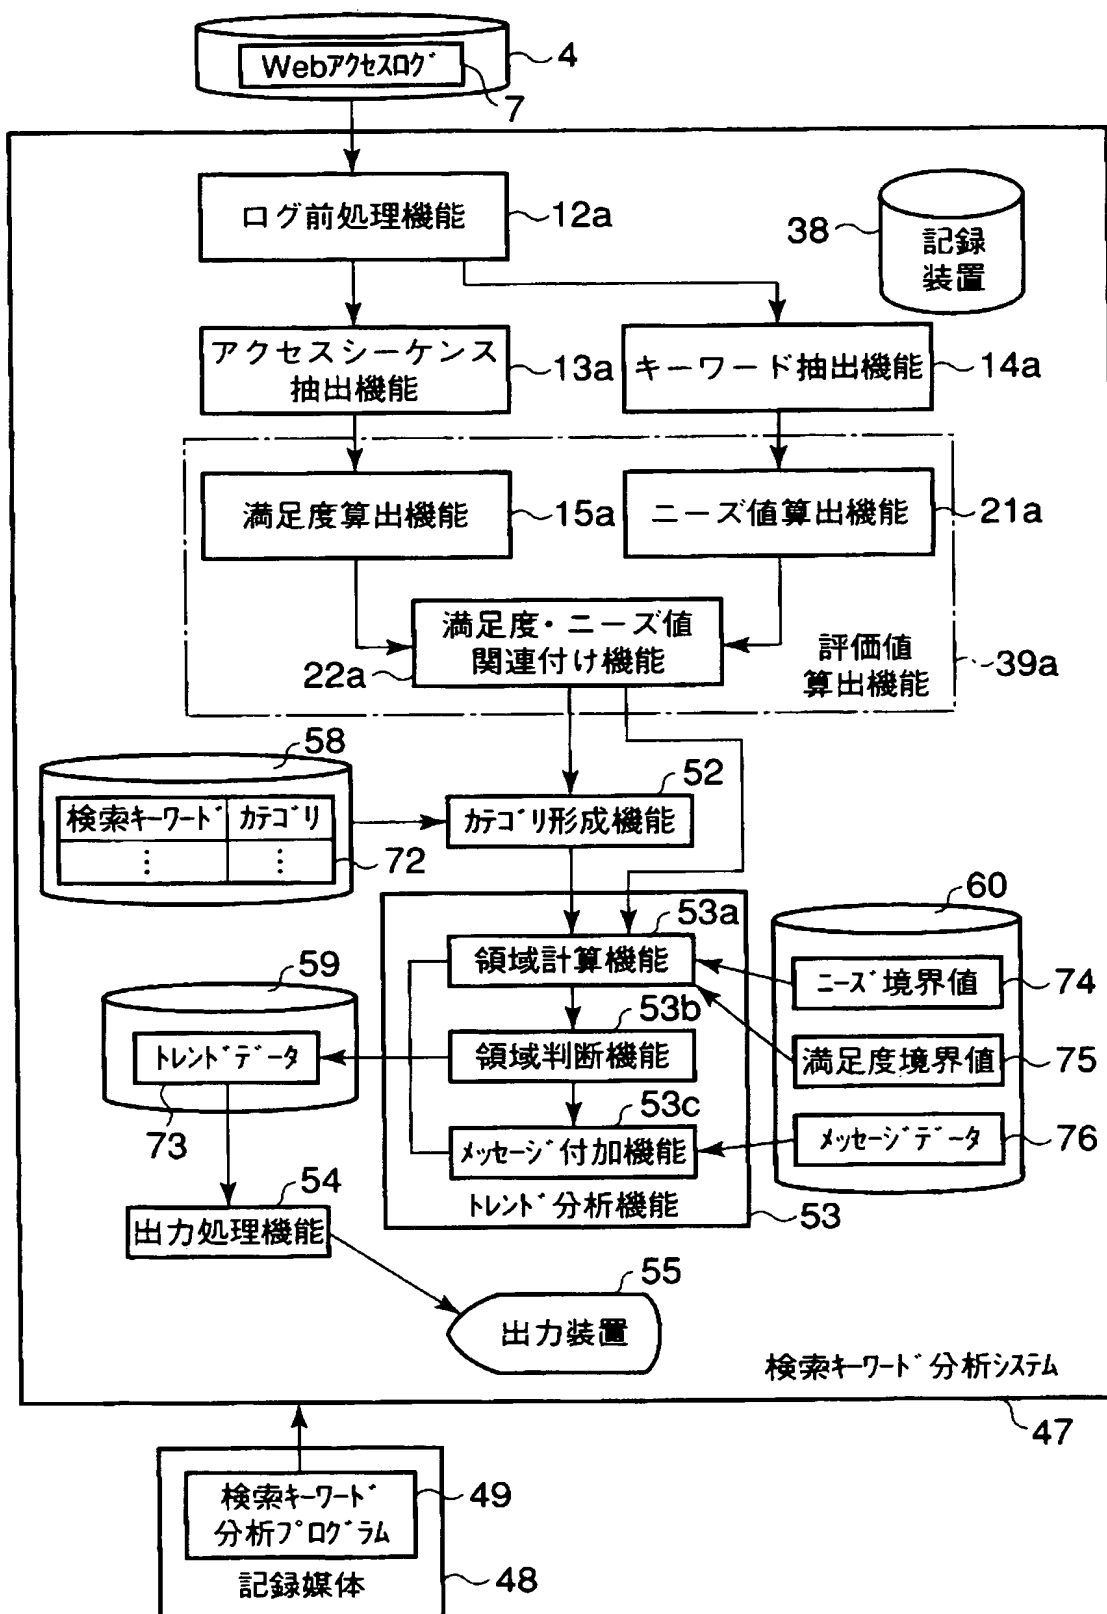 Webアクセスログ
4
7
ログ前処理機能
12a
38
記録
装置
アクセスシーケンス
抽出機能
13a
キーワード抽出機能
14a
満足度算出機能
15a
ニーズ値算出機能
21a
満足度・ニーズ値
関連付け機能
22a
評価値
算出機能
39a
58
検索キーワード
カテゴリ
⋮
⋮
72
52
カテゴリ形成機能
53a
領域計算機能
60
ニーズ境界値
74
59
トレンドデータ
73
53b
領域判断機能
満足度境界値
75
53c
メッセージ付加機能
メッセージデータ
76
トレンド分析機能
53
54
出力処理機能
55
出力装置
検索キーワード分析システム
47
検索キーワード
分析プログラム
49
記録媒体
48